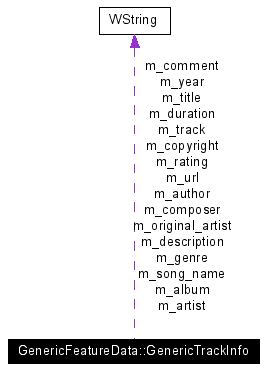 WString
m_comment
m_year
m_title
m_duration
m_track
m_copyright
m_rating
m_url
m_author
m_composer
m_original_artist
m_description
m_genre
m_song_name
m_album
m_artist
GenericFeatureData::GenericTrackInfo